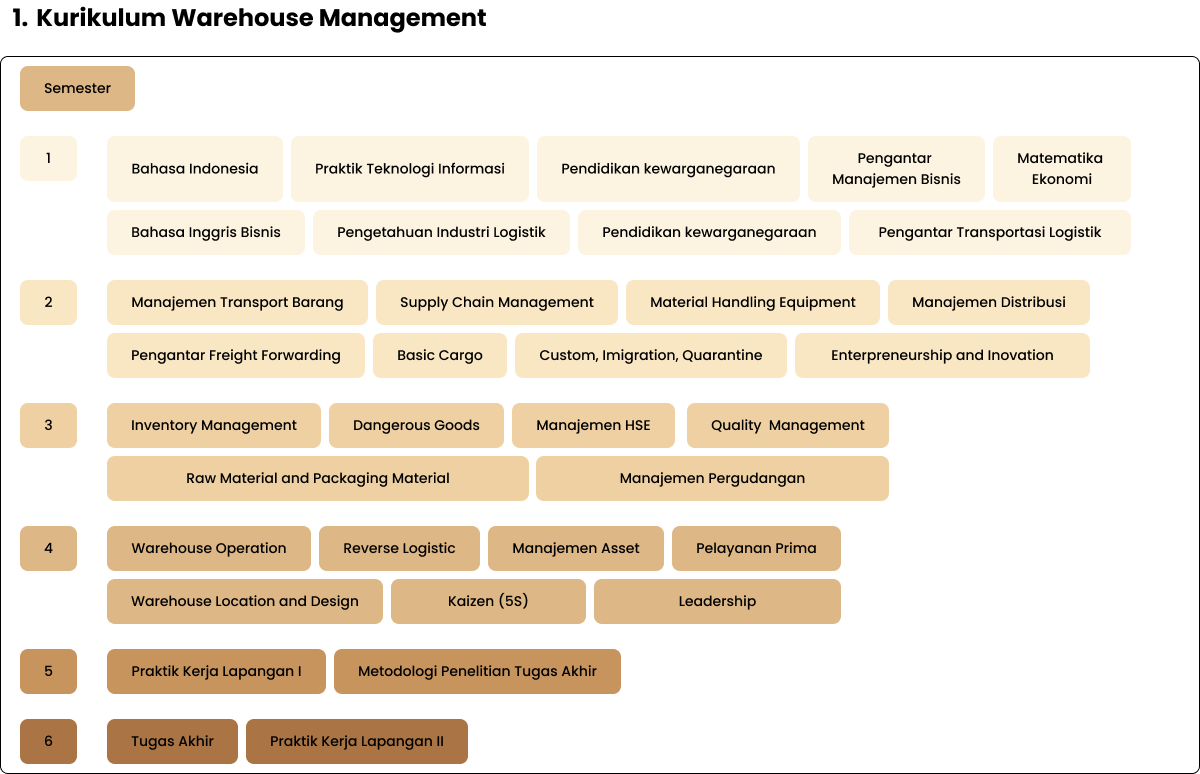 1. Kurikulum Warehouse Management
Semester
1
Bahasa Indonesia
Praktik Teknologi Informasi
Pendidikan kewarganegaraan
Pengantar
Manajemen Bisnis
Matematika
Ekonomi
Bahasa Inggris Bisnis
Pengetahuan Industri Logistik
Pendidikan kewarganegaraan
Pengantar Transportasi Logistik
2
Manajemen Transport Barang
Supply Chain Management
Material Handling Equipment
Manajemen Distribusi
Pengantar Freight Forwarding
Basic Cargo
Custom, Imigration, Quarantine
Enterpreneurship and Inovation
3
Inventory Management
Dangerous Goods
Manajemen HSE
Quality  Management
Raw Material and Packaging Material
Manajemen Pergudangan
4
Warehouse Operation
Reverse Logistic
Manajemen Asset
Pelayanan Prima
Warehouse Location and Design
Kaizen (5S)
Leadership
5
Praktik Kerja Lapangan I
Metodologi Penelitian Tugas Akhir
6
Tugas Akhir
Praktik Kerja Lapangan II